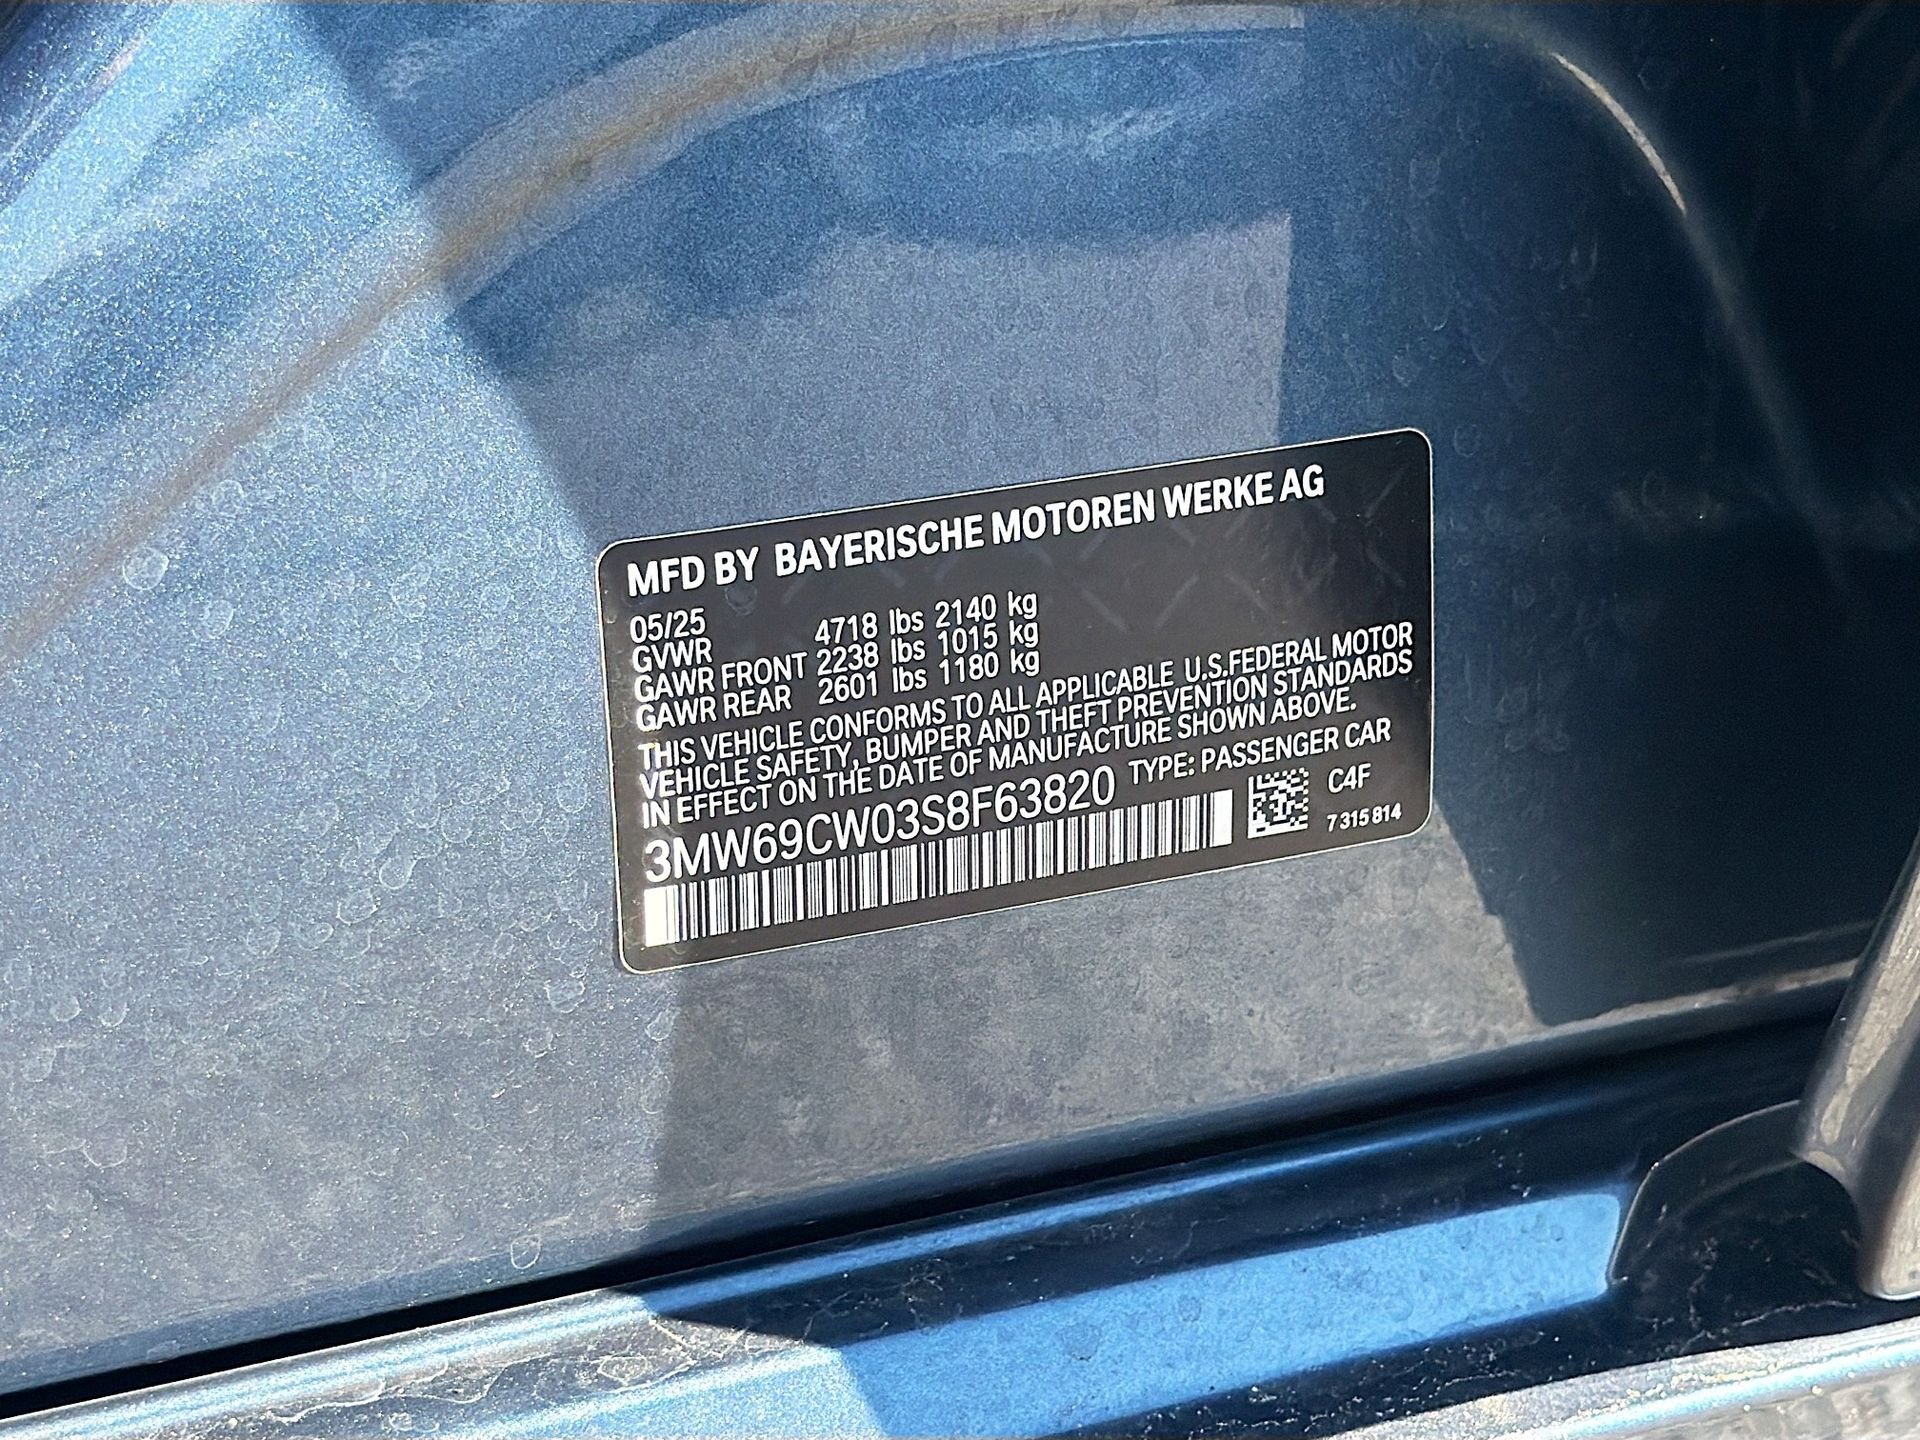 MFD BY BAYERISCHE MOTOREN WERKE AG
05/25
GVWR 4718 lbs 2140 kg
GAWR FRONT 2238 lbs 1015 kg
GAWR REAR 2601 lbs 1180 kg
THIS VEHICLE CONFORMS TO ALL APPLICABLE U.S.FEDERAL MOTOR
VEHICLE SAFETY, BUMPER AND THEFT PREVENTION STANDARDS
IN EFFECT ON THE DATE OF MANUFACTURE SHOWN ABOVE.
3MW69CW03S8F63820 TYPE: PASSENGER CAR
C4F
7 315 814